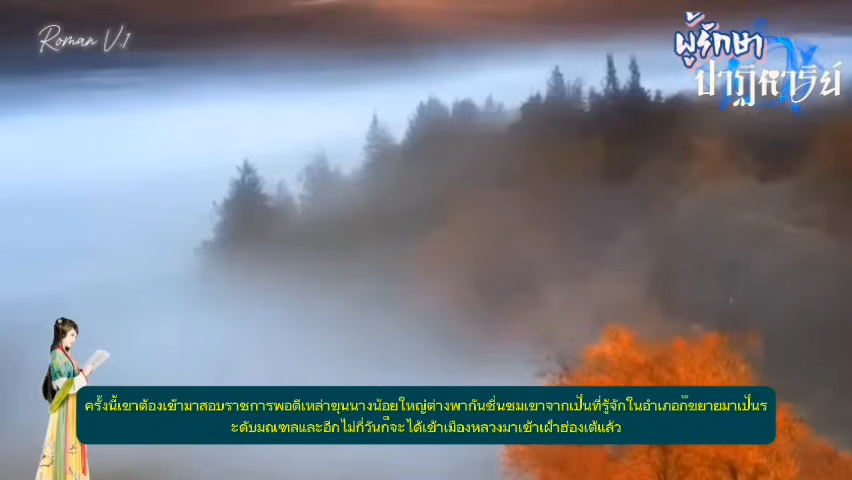 Roman V.1
ผู้รักษา
ปาฏิหาริย์
ครั้งนี้เขาต้องเข้ามาสอบราชการพอดีเหล่าขุนนางน้อยใหญ่ต่างพากันชื่นชมเขาจากเป็นที่รู้จักในอำเภอก็ขยายมาเป็นร
ะดับมณฑลและอีกไม่กี่วันก็จะได้เข้าเมืองหลวงมาเข้าเฝ้าฮ่องเต้แล้ว